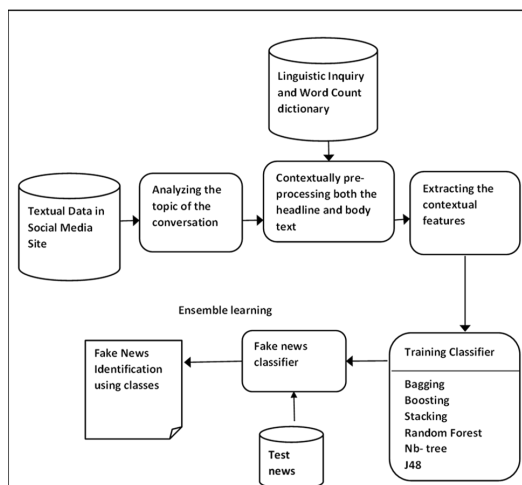 Linguistic Inquiry
and Word Count
dictionary
Textual Data in
Social Media
Site
Analyzing the
topic of the
conversation
Contextually pre-
processing both the
headline and body
text
Extracting the
contextual
features
Ensemble learning
Fake News
Identification
using classes
Fake news
classifier
Training Classifier
Bagging
Boosting
Stacking
Random Forest
Nb- tree
J48
Test
news